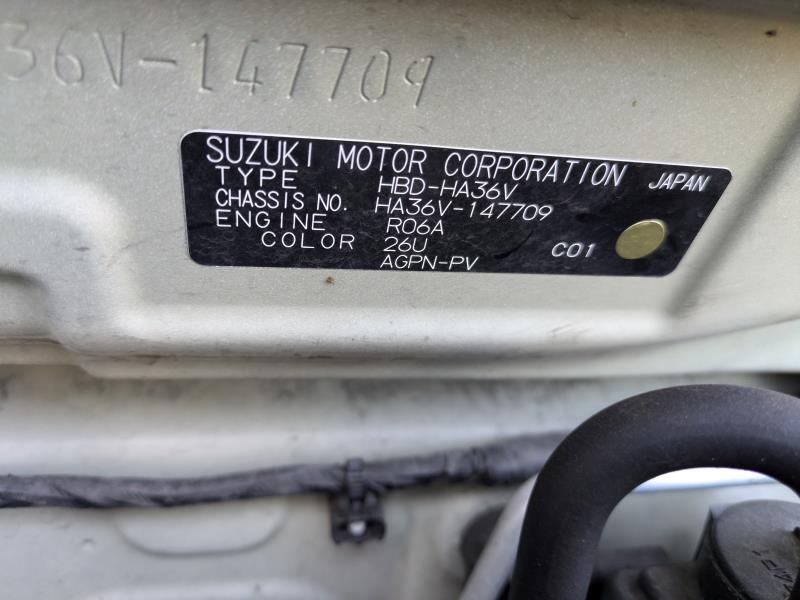 36V-147709
SUZUKI MOTOR CORPORATION JAPAN
TYPE HBD-HA36V
CHASSIS NO. HA36V-147709
ENGINE R06A
COLOR 26U C01
AGPN-PV